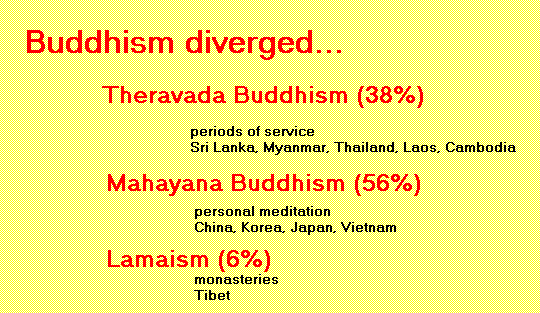 Buddhism diverged...
Theravada Buddhism (38%)
periods of service
Sri Lanka, Myanmar, Thailand, Laos, Cambodia
Mahayana Buddhism (56%)
personal meditation
China, Korea, Japan, Vietnam
Lamaism (6%)
monasteries
Tibet